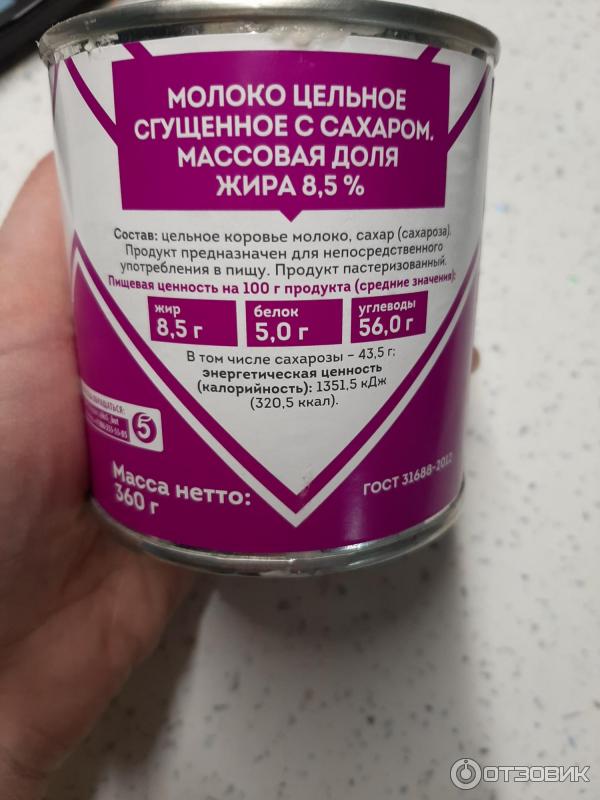 МОЛОКО ЦЕЛЬНОЕ
СГУЩЕННОЕ С САХАРОМ.
МАССОВАЯ ДОЛЯ
ЖИРА 8,5 %
Состав: цельное коровье молоко, сахар (сахароза).
Продукт предназначен для непосредственного
употребления в пищу. Продукт пастеризованный.
Пищевая ценность на 100 г продукта (средние значения):
жир
8,5 г
белок
5,0 г
углеводы
56,0 г
В том числе сахарозы – 43,5 г;
энергетическая ценность
(калорийность): 1351,5 кДж
(320,5 ккал).
ОБРАЩАТЬСЯ:
5
Масса нетто:
360 г
ГОСТ 31688-2012
ОТЗОВИК